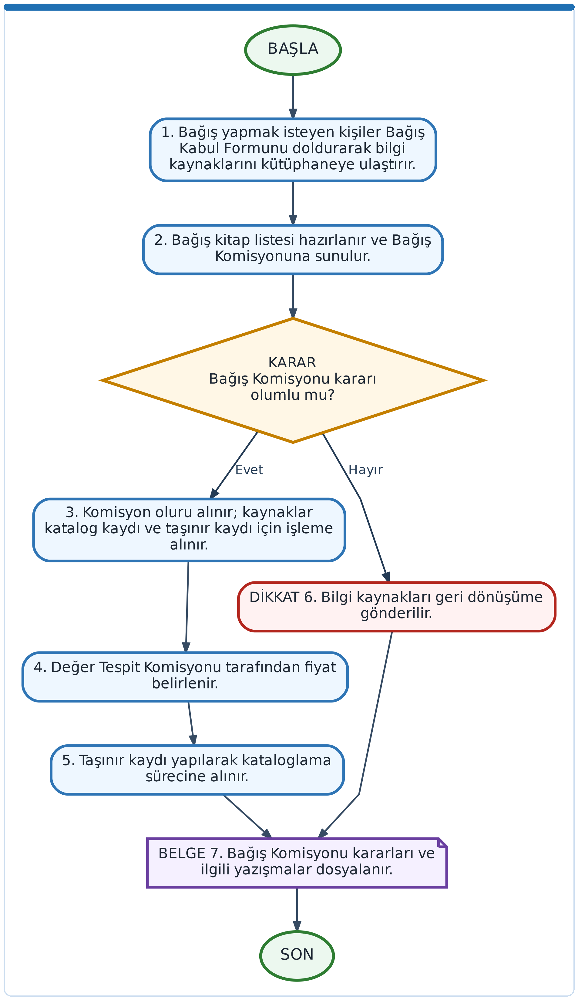 BAŞLA
1. Bağış yapmak isteyen kişiler Bağış
Kabul Formunu doldurarak bilgi
kaynaklarını kütüphaneye ulaştırır.
2. Bağış kitap listesi hazırlanır ve Bağış
Komisyonuna sunulur.
KARAR
Bağış Komisyonu kararı
olumlu mu?
Evet
Hayır
3. Komisyon oluru alınır; kaynaklar
katalog kaydı ve taşınır kaydı için işleme
alınır.
DİKKAT 6. Bilgi kaynakları geri dönüşüme
gönderilir.
4. Değer Tespit Komisyonu tarafından fiyat
belirlenir.
5. Taşınır kaydı yapılarak kataloglama
sürecine alınır.
BELGE 7. Bağış Komisyonu kararları ve
ilgili yazışmalar dosyalanır.
SON